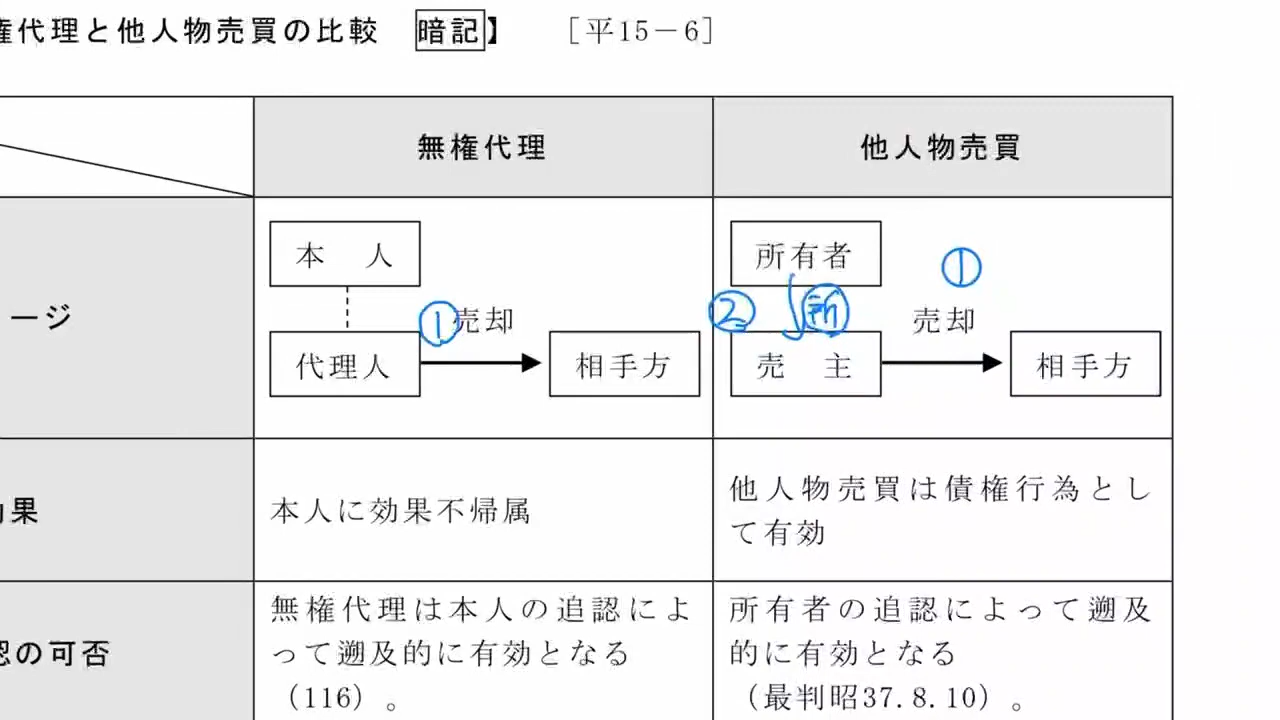 権代理と他人物売買の比較 暗記】 [平15-6]
無権代理 他人物売買
本 人
所有者
①
①売却
② 所
売却
代理人
相手方
売 主
相手方
ージ
効果
本人に効果不帰属
他人物売買は債権行為とし
て有効
認の可否
無権代理は本人の追認によ
って遡及的に有効となる
(116)。
所有者の追認によって遡及
的に有効となる
(最判昭37.8.10)。